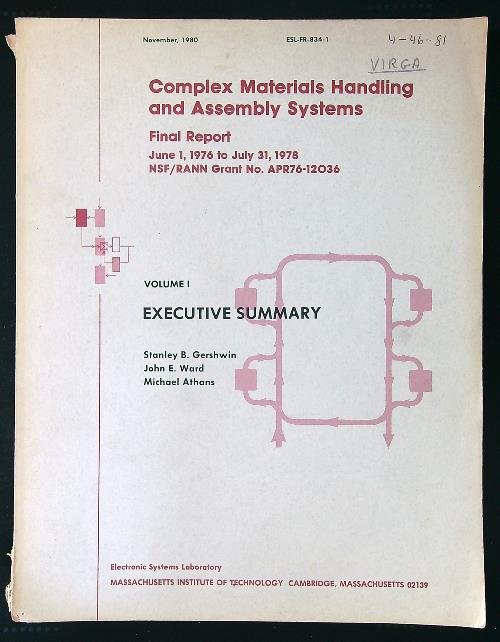 November, 1980 ESL-FR-834-1 4-46-81
VIRGA
Complex Materials Handling
and Assembly Systems
Final Report
June 1, 1976 to July 31, 1978
NSF/RANN Grant No. APR76-12036
VOLUME I
EXECUTIVE SUMMARY
Stanley B. Gershwin
John E. Ward
Michael Athans
Electronic Systems Laboratory
MASSACHUSETTS INSTITUTE OF TECHNOLOGY CAMBRIDGE, MASSACHUSETTS 02139